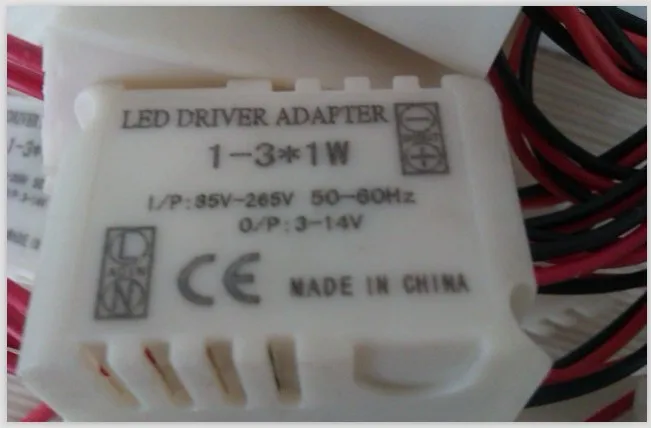 LED DRIVER ADAPTER
1-3*1W
I/P:85V-265V 50-60Hz
O/P:3-14V
L
N
CE MADE IN CHINA